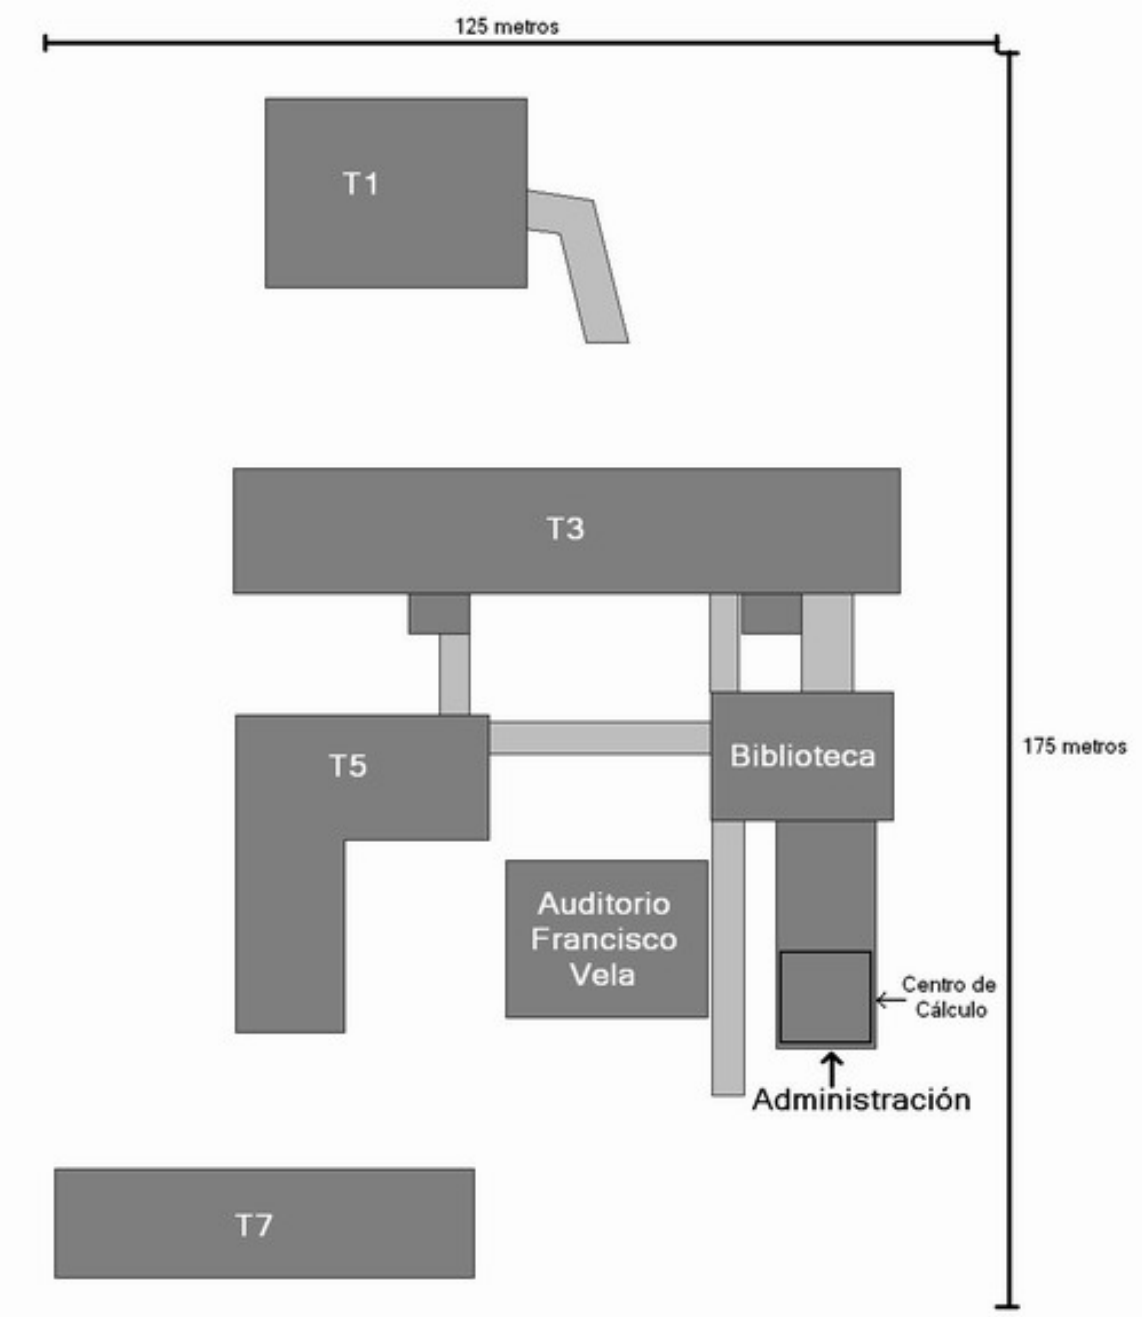 125 metros
T1
T3
175 metros
Biblioteca
T5
Auditorio
Francisco
Vela
Centro de
Cálculo
Administración
T7